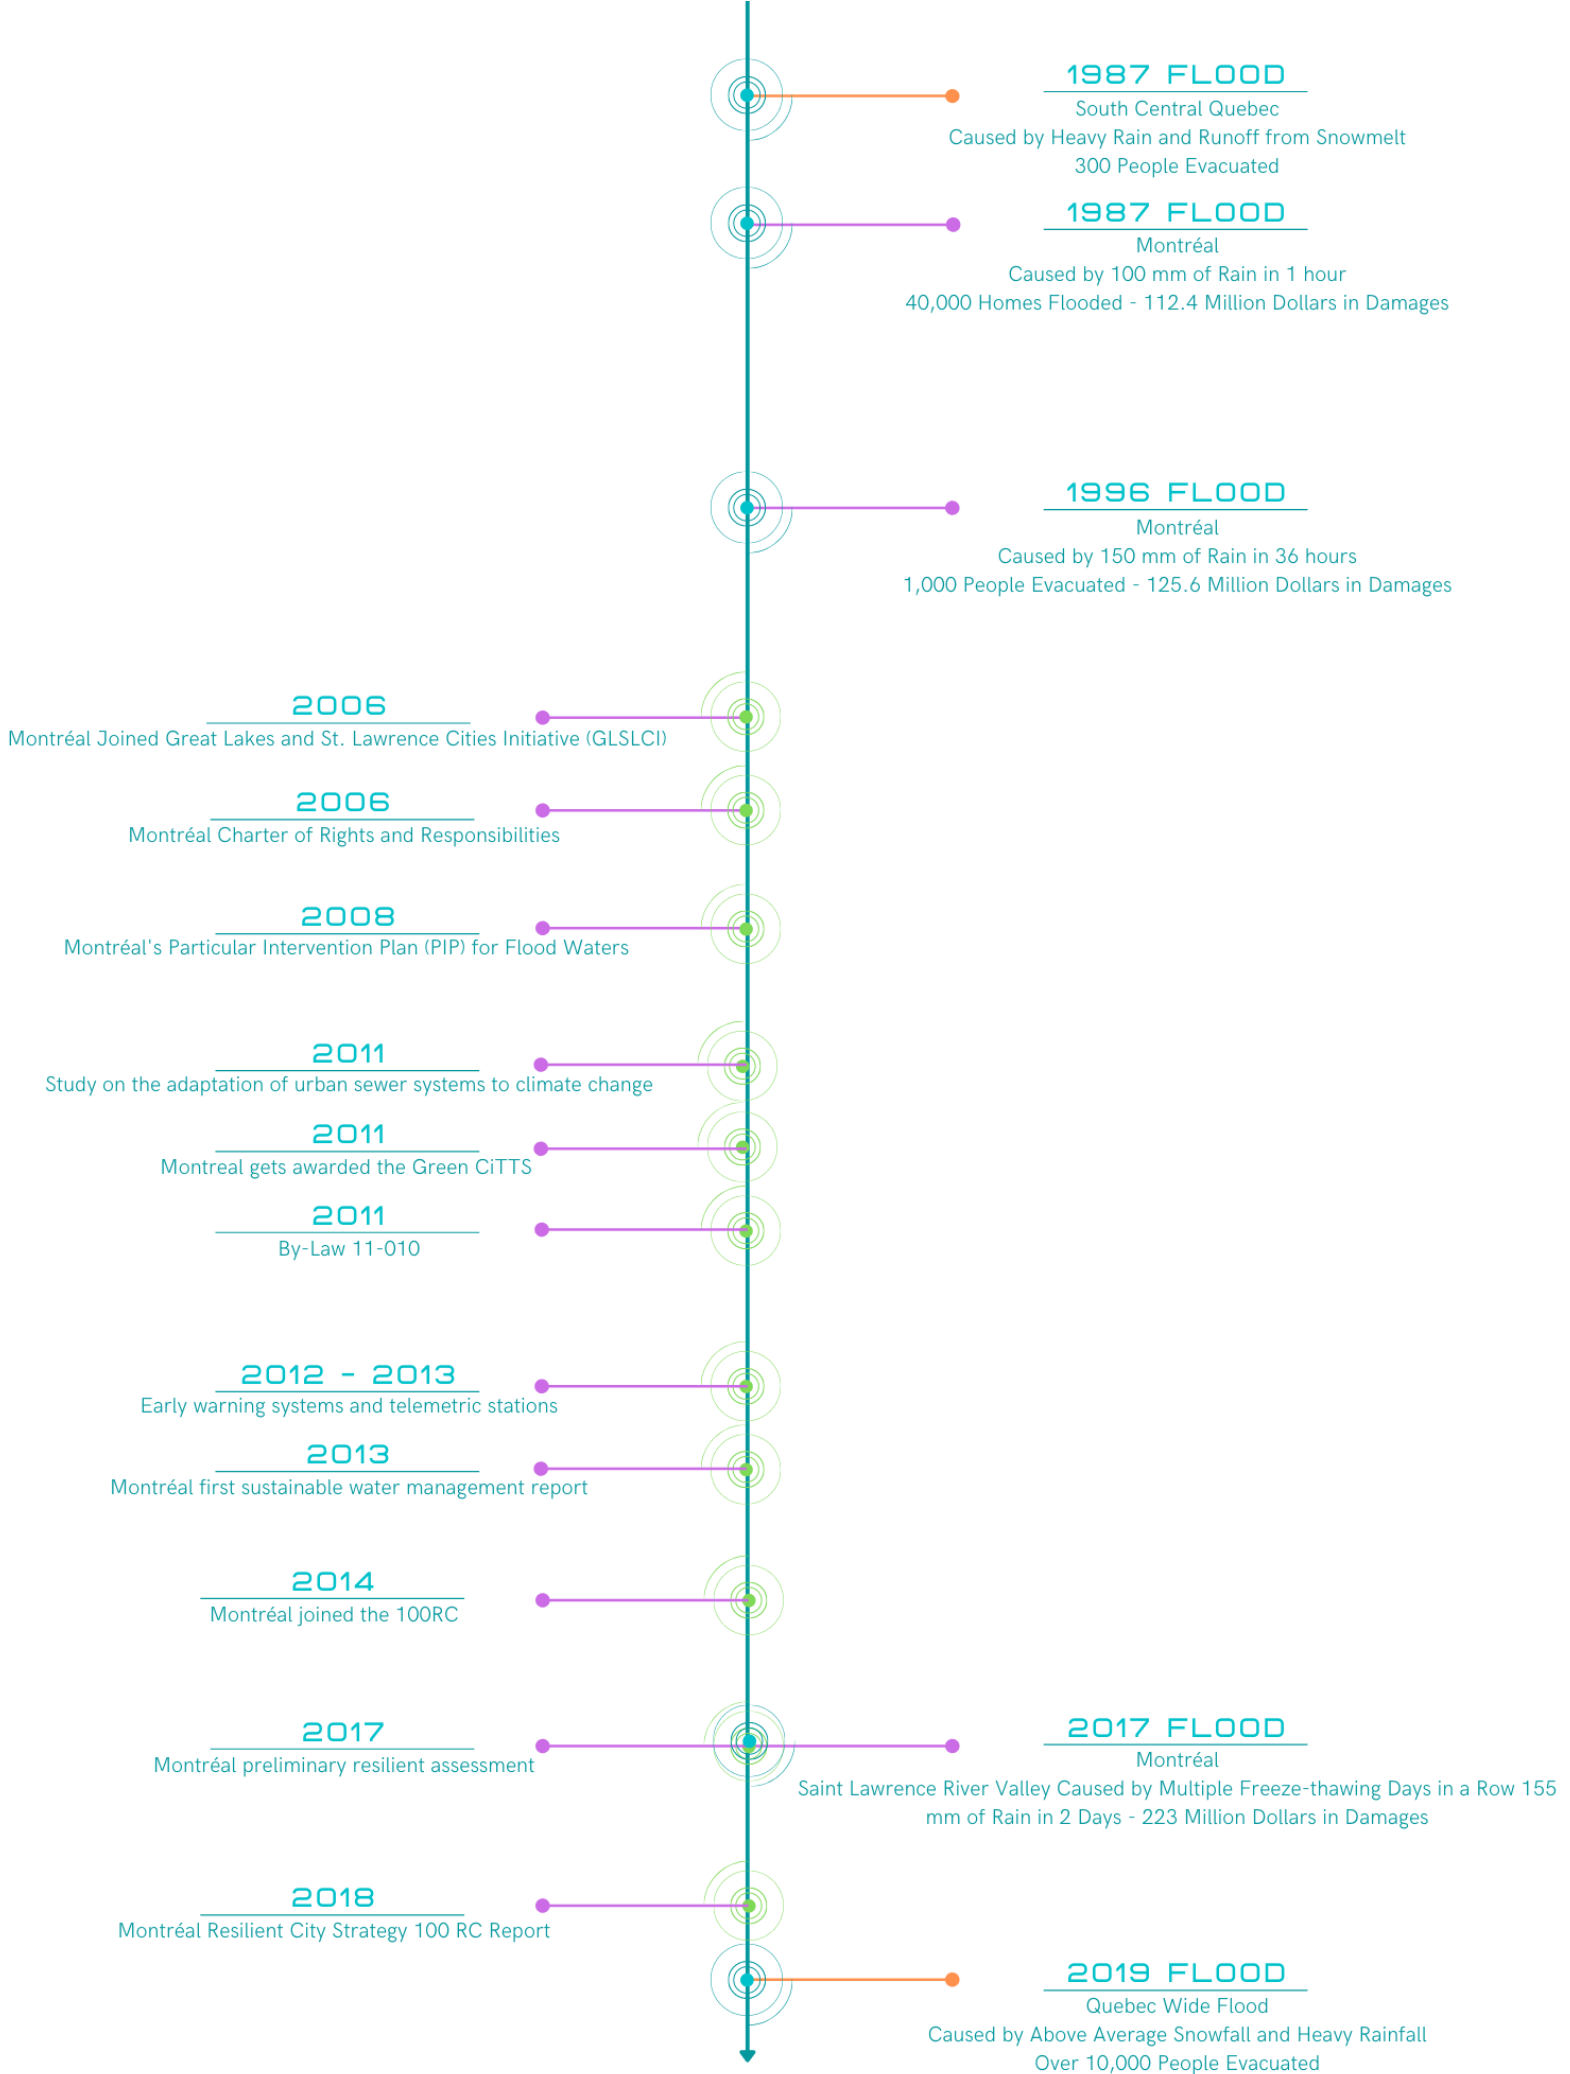 1987 FLOOD
South Central Quebec
Caused by Heavy Rain and Runoff from Snowmelt
300 People Evacuated
1987 FLOOD
Montréal
Caused by 100 mm of Rain in 1 hour
40,000 Homes Flooded - 112.4 Million Dollars in Damages
1996 FLOOD
Montréal
Caused by 150 mm of Rain in 36 hours
1,000 People Evacuated - 125.6 Million Dollars in Damages
2006
Montréal Joined Great Lakes and St. Lawrence Cities Initiative (GLSLCI)
2006
Montréal Charter of Rights and Responsibilities
2008
Montréal's Particular Intervention Plan (PIP) for Flood Waters
2011
Study on the adaptation of urban sewer systems to climate change
2011
Montreal gets awarded the Green CiTTS
2011
By-Law 11-010
2012 - 2013
Early warning systems and telemetric stations
2013
Montréal first sustainable water management report
2014
Montréal joined the 100RC
2017
Montréal preliminary resilient assessment
2017 FLOOD
Montréal
Saint Lawrence River Valley Caused by Multiple Freeze-thawing Days in a Row 155
mm of Rain in 2 Days - 223 Million Dollars in Damages
2018
Montréal Resilient City Strategy 100 RC Report
2019 FLOOD
Quebec Wide Flood
Caused by Above Average Snowfall and Heavy Rainfall
Over 10,000 People Evacuated